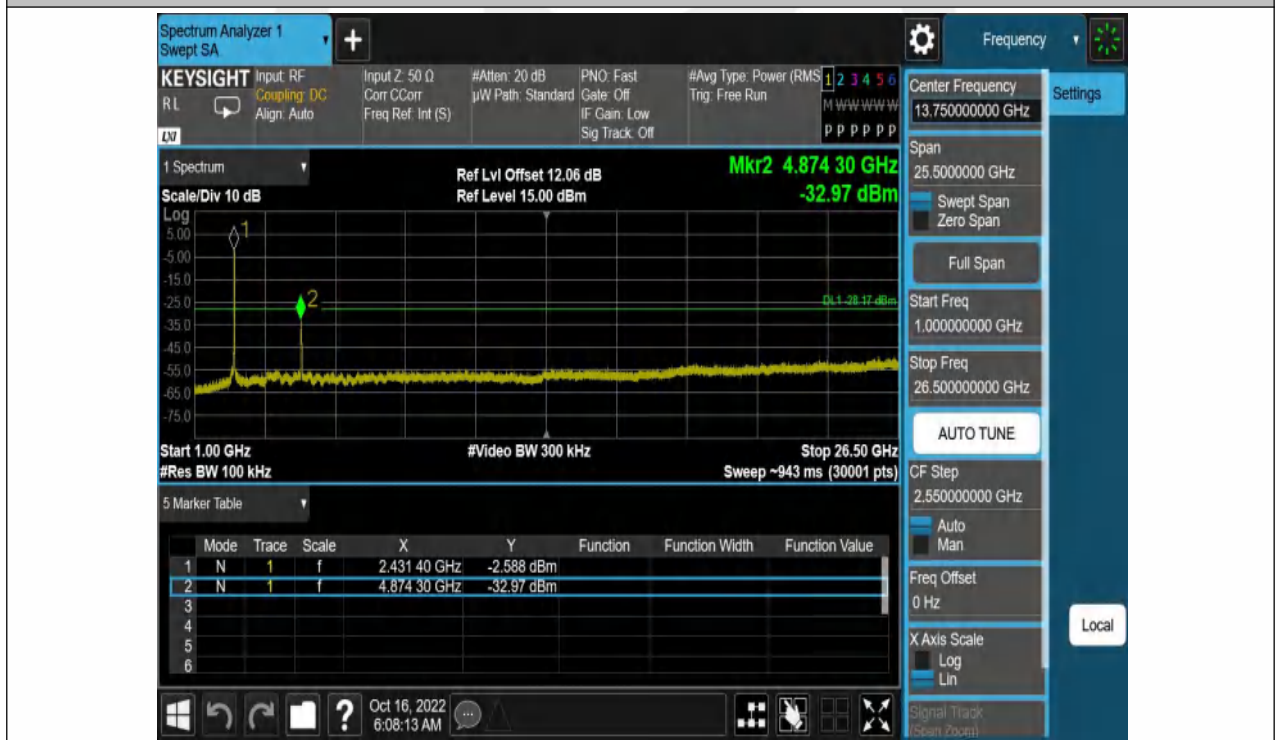 Spectrum Analyzer 1
Swept SA
+
Frequency
KEYSIGHT
RL
LXI
Input: RF
Coupling: DC
Align: Auto
Input Z: 50 Ω
Corr CCorr
Freq Ref: Int (S)
#Atten: 20 dB
µW Path: Standard
PNO: Fast
Gate: Off
IF Gain: Low
Sig Track: Off
#Avg Type: Power (RMS
Trig: Free Run
1 2 3 4 5 6
M W W W W W
P P P P P P
1 Spectrum
Scale/Div 10 dB
Ref Lvl Offset 12.06 dB
Ref Level 15.00 dBm
Mkr2 4.874 30 GHz
-32.97 dBm
Log
5.00
-5.00
-15.0
-25.0
-35.0
-45.0
-55.0
-65.0
-75.0
1
2
DL1 -28.17 dBm
Start 1.00 GHz
#Res BW 100 kHz
#Video BW 300 kHz
Stop 26.50 GHz
Sweep ~943 ms (30001 pts)
5 Marker Table
Mode Trace Scale X Y Function Function Width Function Value
1 N 1 f 2.431 40 GHz -2.588 dBm
2 N 1 f 4.874 30 GHz -32.97 dBm
3
4
5
6
Oct 16, 2022
6:08:13 AM
?
Center Frequency
13.750000000 GHz
Settings
Span
25.5000000 GHz
Swept Span
Zero Span
Full Span
Start Freq
1.000000000 GHz
Stop Freq
26.500000000 GHz
AUTO TUNE
CF Step
2.550000000 GHz
Auto
Man
Freq Offset
0 Hz
X Axis Scale
Log
Lin
Signal Track
(Span Zoom)
Local